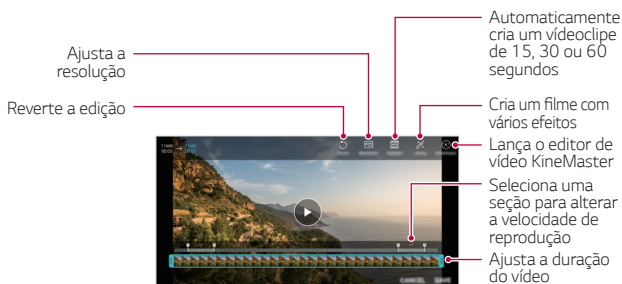 Automaticamente
cria um vídeoclipe
de 15, 30 ou 60
segundos
Ajusta a
resolução
Cria um filme com
vários efeitos
Reverte a edição
Lança o editor de
vídeo KineMaster
Seleciona uma
seção para alterar
a velocidade de
reprodução
Ajusta a duração
do vídeo
CANCEL SAVE